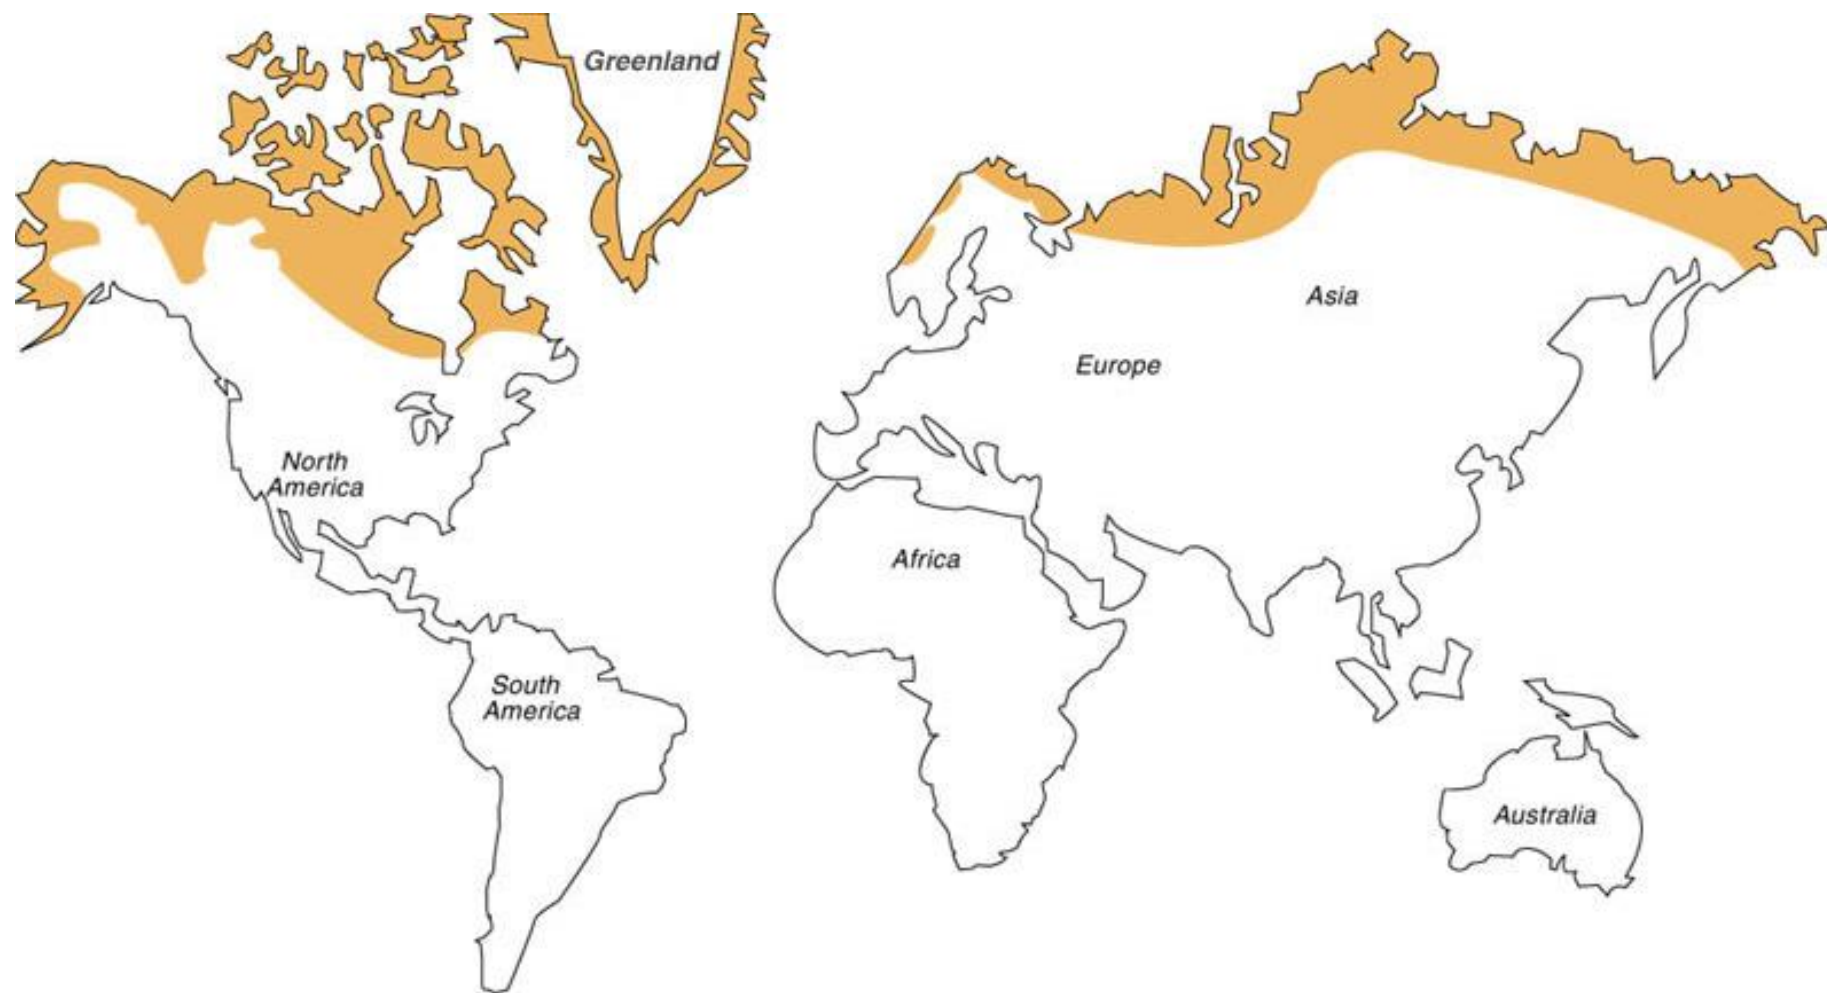 Greenland
Asia
Europe
North
America
Africa
South
America
Australia